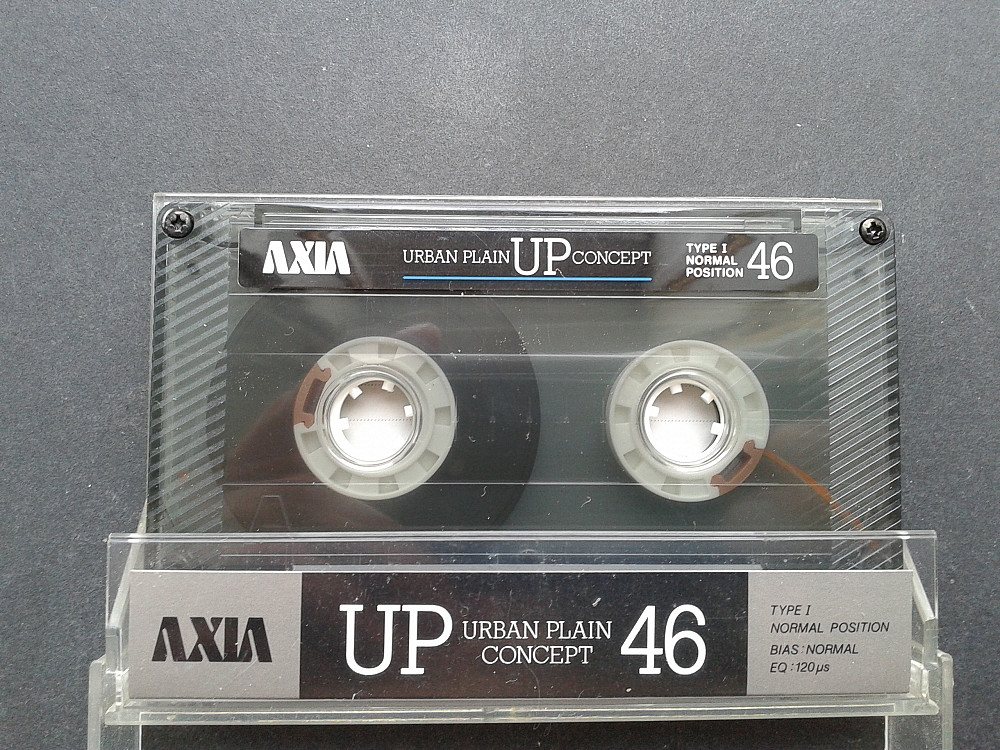 AXIA
URBAN PLAIN UP CONCEPT
TYPE I
NORMAL
POSITION
46
A
AXIA
UP
URBAN PLAIN
CONCEPT
46
TYPE I
NORMAL POSITION
BIAS:NORMAL
EQ:120μs